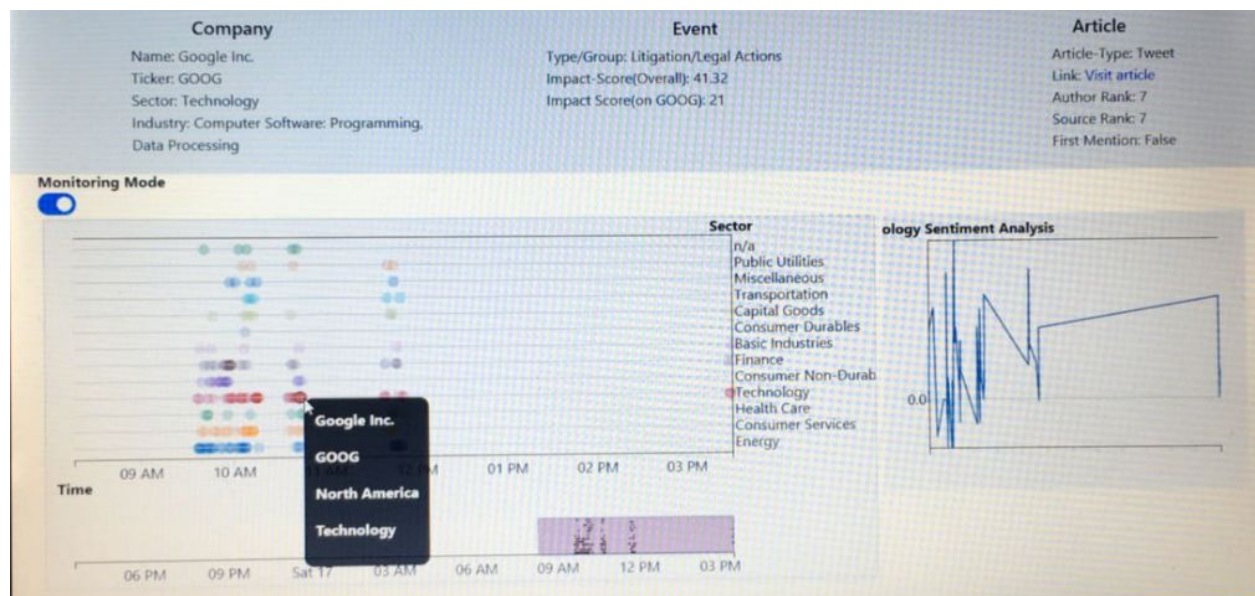 Company
Name: Google Inc.
Ticker: GOOG
Sector: Technology
Industry: Computer Software: Programming,
Data Processing
Event
Type/Group: Litigation/Legal Actions
Impact-Score(Overall): 41.32
Impact Score(on GOOG): 21
Article
Article-Type: Tweet
Link: Visit article
Author Rank: 7
Source Rank: 7
First Mention: False
Monitoring Mode
Sector
n/a
Public Utilities
Miscellaneous
Transportation
Capital Goods
Consumer Durables
Basic Industries
Finance
Consumer Non-Durab
Technology
Health Care
Consumer Services
Energy
Google Inc.
GOOG
North America
Technology
09 AM 10 AM 01 PM 02 PM 03 PM
Time
06 PM 09 PM Sat 17 03 AM 06 AM 09 AM 12 PM 03 PM
ology Sentiment Analysis
0.0